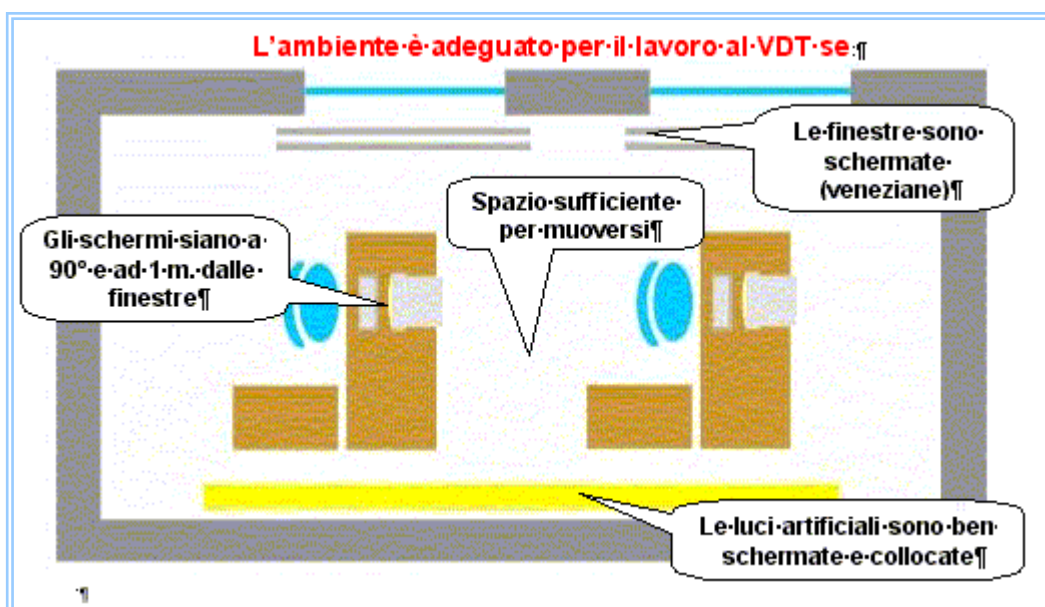 L'ambiente·è·adeguato·per·il·lavoro·al·VDT·se·¶
Le·finestre·sono·
schermate·
(veneziane)¶
Spazio·sufficiente·
per·muoversi¶
Gli·schermi·siano·a·
90°·e·ad·1·m.·dalle·
finestre¶
Le·luci·artificiali·sono·ben·
schermate·e·collocate¶
·¶